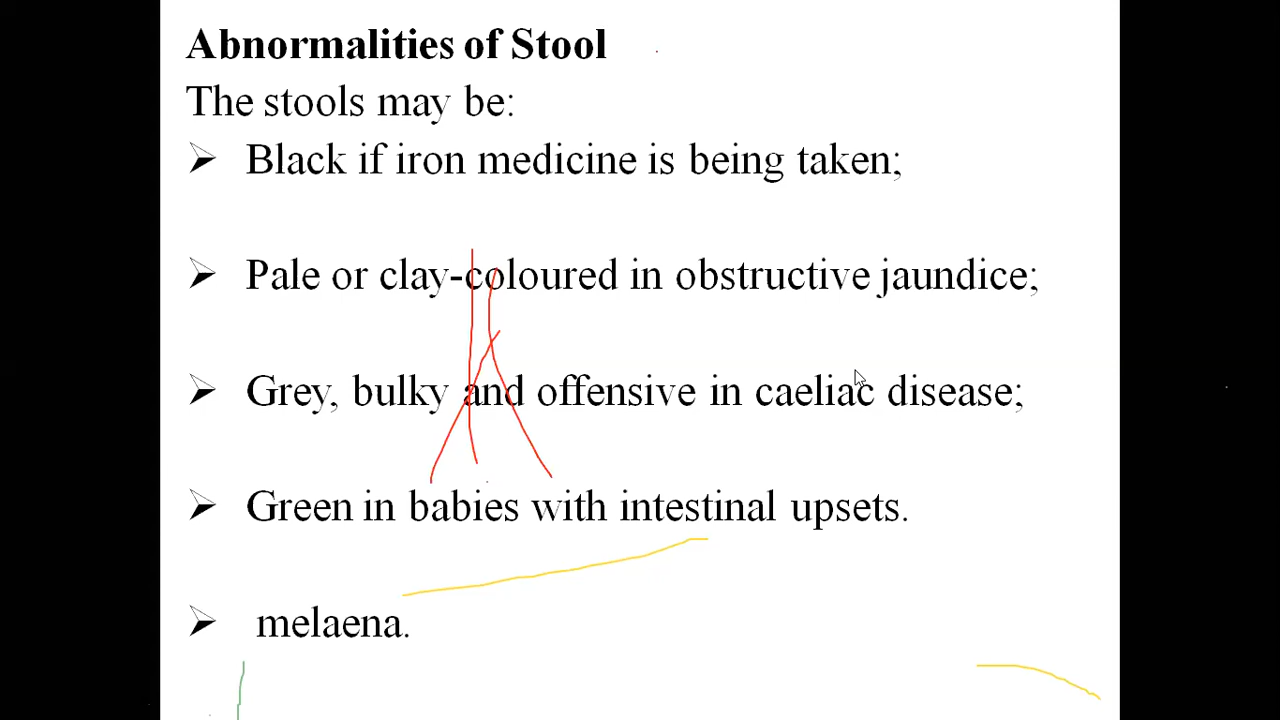 Abnormalities of Stool
The stools may be:
➢ Black if iron medicine is being taken;
➢ Pale or clay-coloured in obstructive jaundice;
➢ Grey, bulky and offensive in caeliac disease;
➢ Green in babies with intestinal upsets.
➢ melaena.